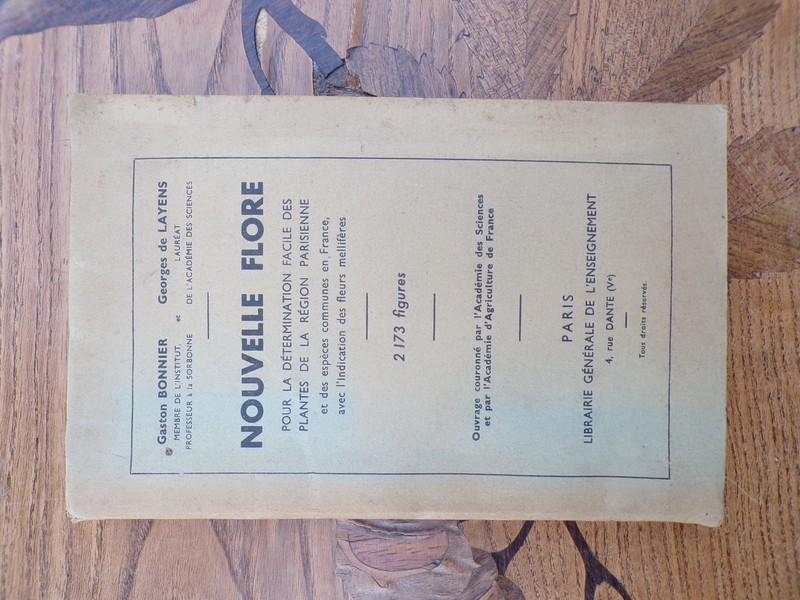 Gaston BONNIER
MEMBRE DE L'INSTITUT,
PROFESSEUR à la SORBONNE
et
Georges de LAYENS
LAURÉAT
DE L'ACADÉMIE DES SCIENCES
NOUVELLE FLORE
POUR LA DÉTERMINATION FACILE DES
PLANTES DE LA RÉGION PARISIENNE
et des espèces communes en France,
avec l'indication des fleurs mellifères
2 173 figures
Ouvrage couronné par l'Académie des Sciences
et par l'Académie d'Agriculture de France
PARIS
LIBRAIRIE GÉNÉRALE DE L'ENSEIGNEMENT
4, rue DANTE (Ve)
Tous droits réservés.